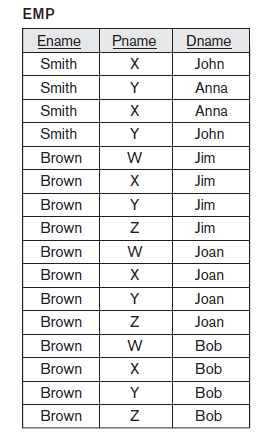 EMP
Ename Pname Dname
Smith X John
Smith Y Anna
Smith X Anna
Smith Y John
Brown W Jim
Brown X Jim
Brown Y Jim
Brown Z Jim
Brown W Joan
Brown X Joan
Brown Y Joan
Brown Z Joan
Brown W Bob
Brown X Bob
Brown Y Bob
Brown Z Bob